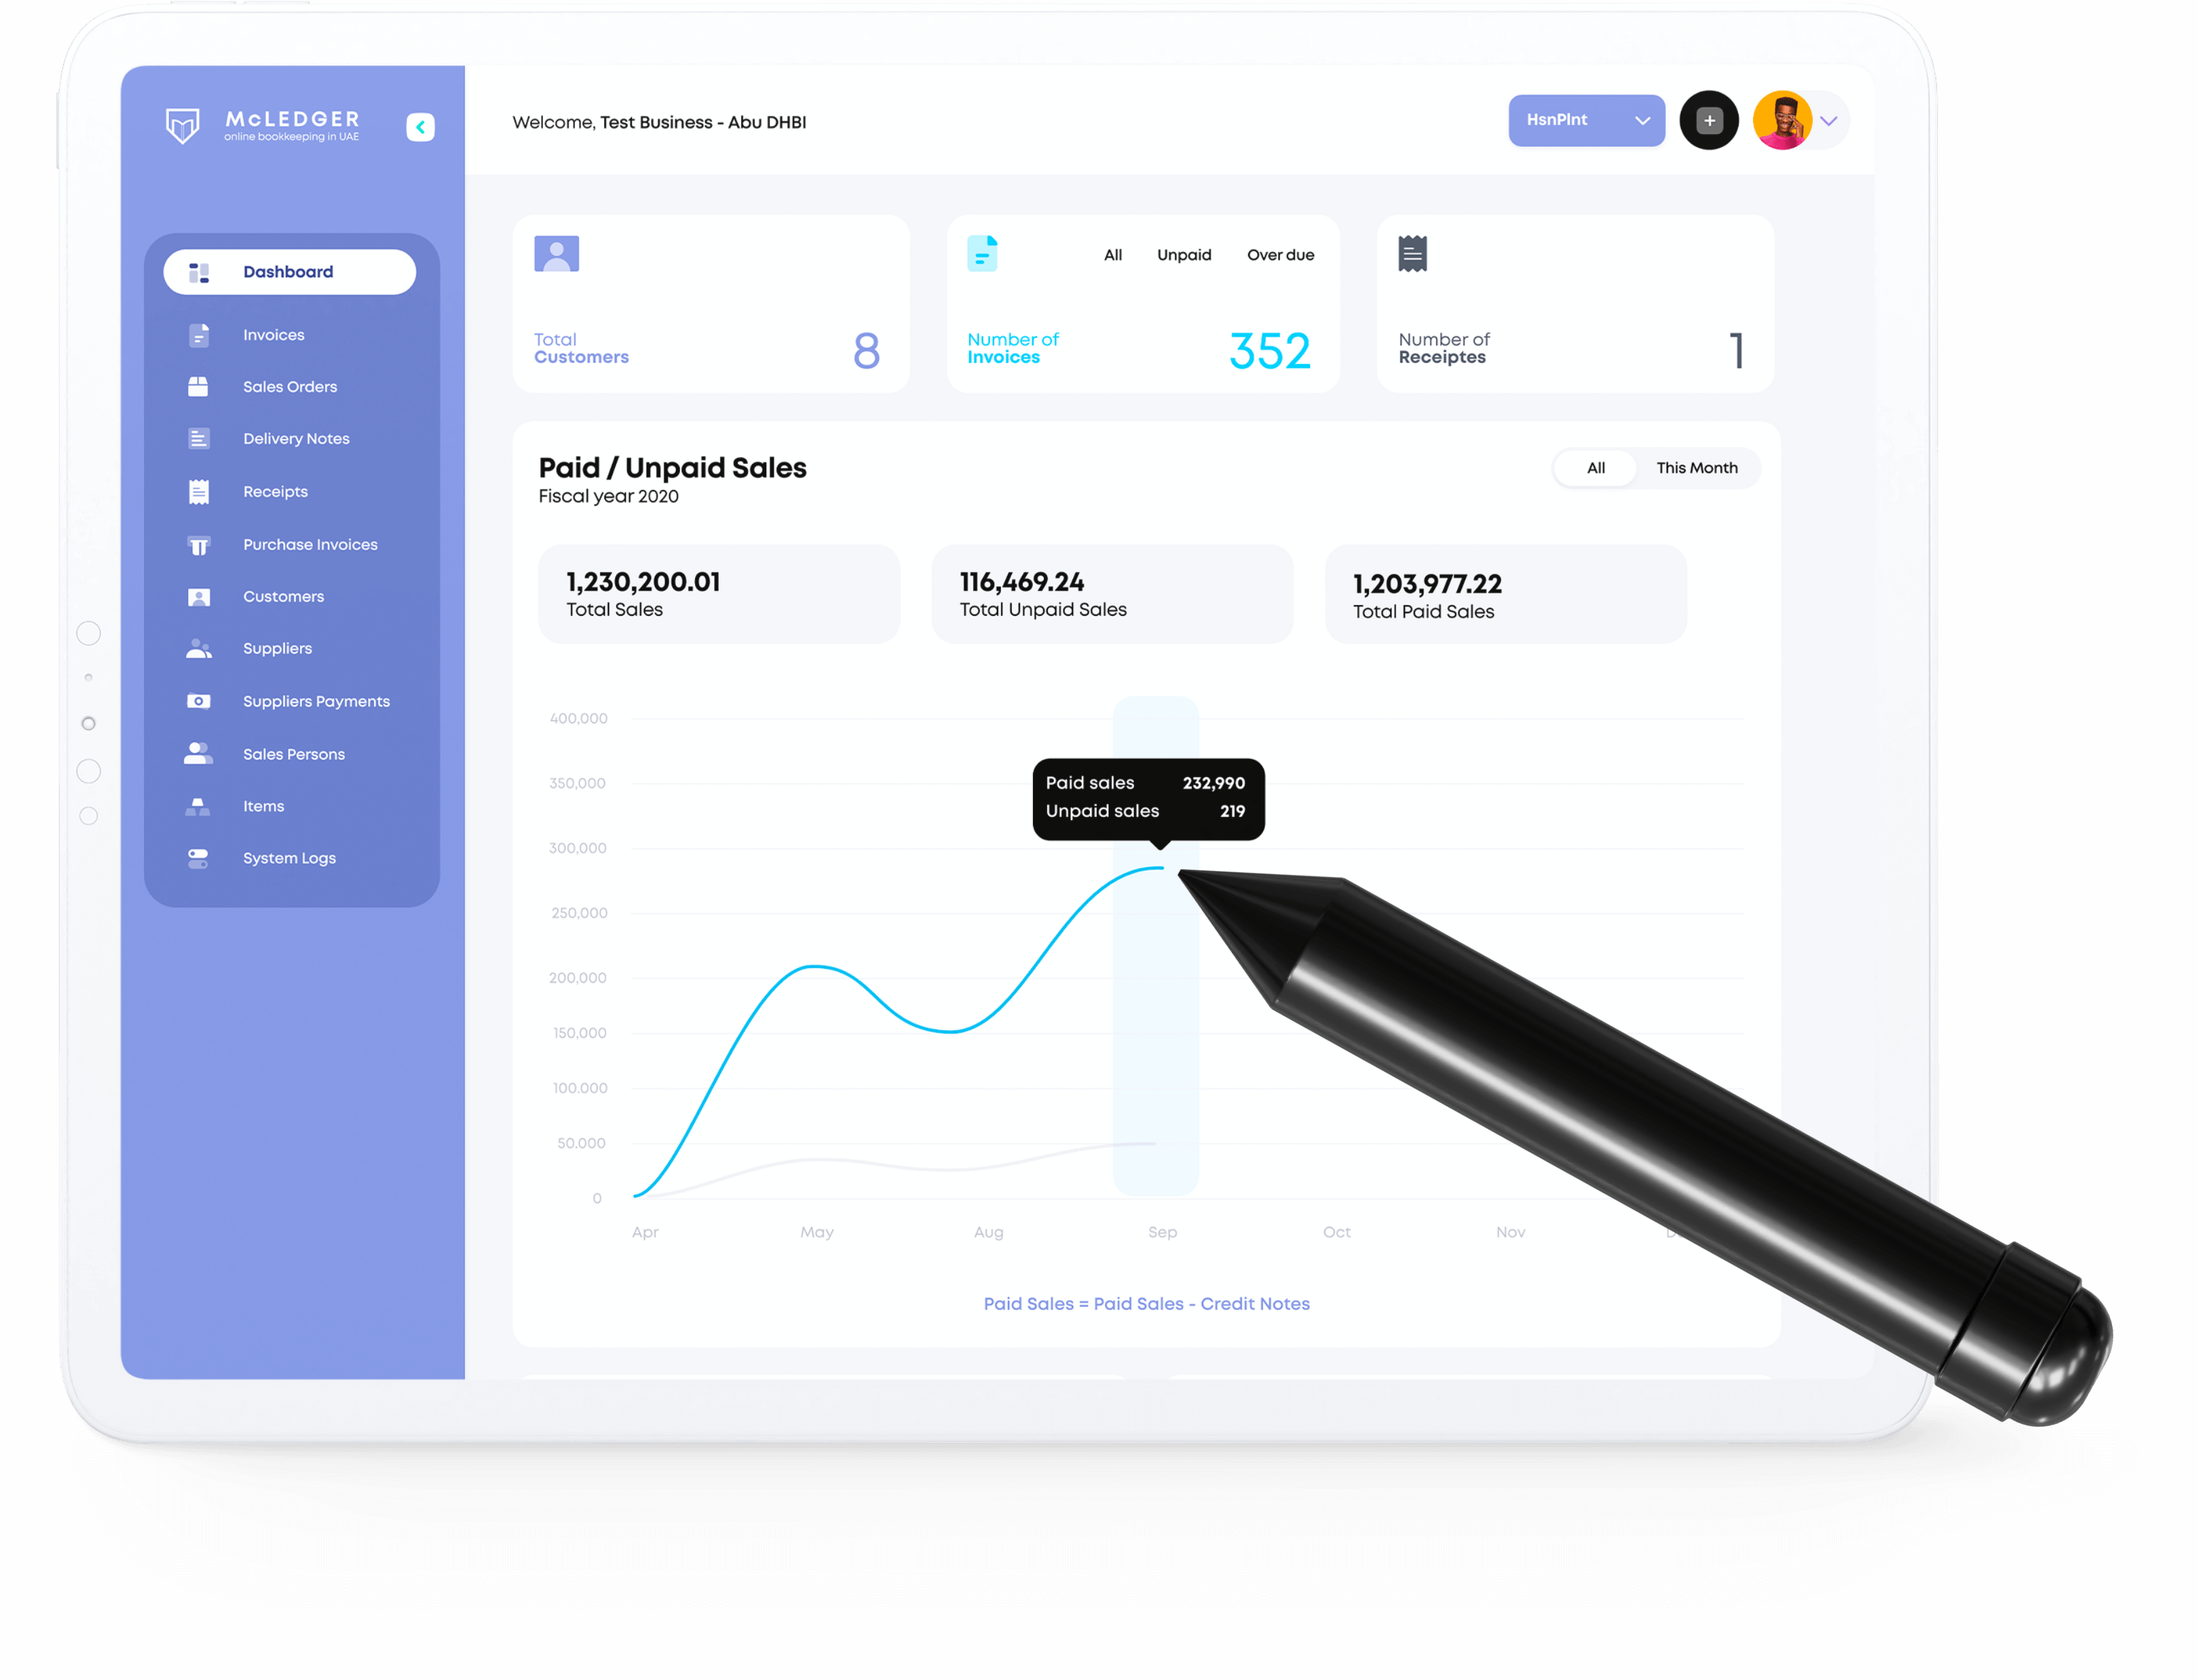 McLEDGER
online bookkeeping in UAE
Welcome, Test Business - Abu DHBI
HsnPlnt
Dashboard
Invoices
Sales Orders
Delivery Notes
Receipts
Purchase Invoices
Customers
Suppliers
Suppliers Payments
Sales Persons
Items
System Logs
Total
Customers
8
All Unpaid Over due
Number of
Invoices
352
Number of
Receiptes
1
Paid / Unpaid Sales
Fiscal year 2020
All This Month
1,230,200.01
Total Sales
116,469.24
Total Unpaid Sales
1,203,977.22
Total Paid Sales
400,000
350,000
300,000
250,000
200,000
150,000
100.000
50.000
0
Paid sales 232,990
Unpaid sales 219
Apr May Aug Sep Oct Nov
Paid Sales = Paid Sales - Credit Notes